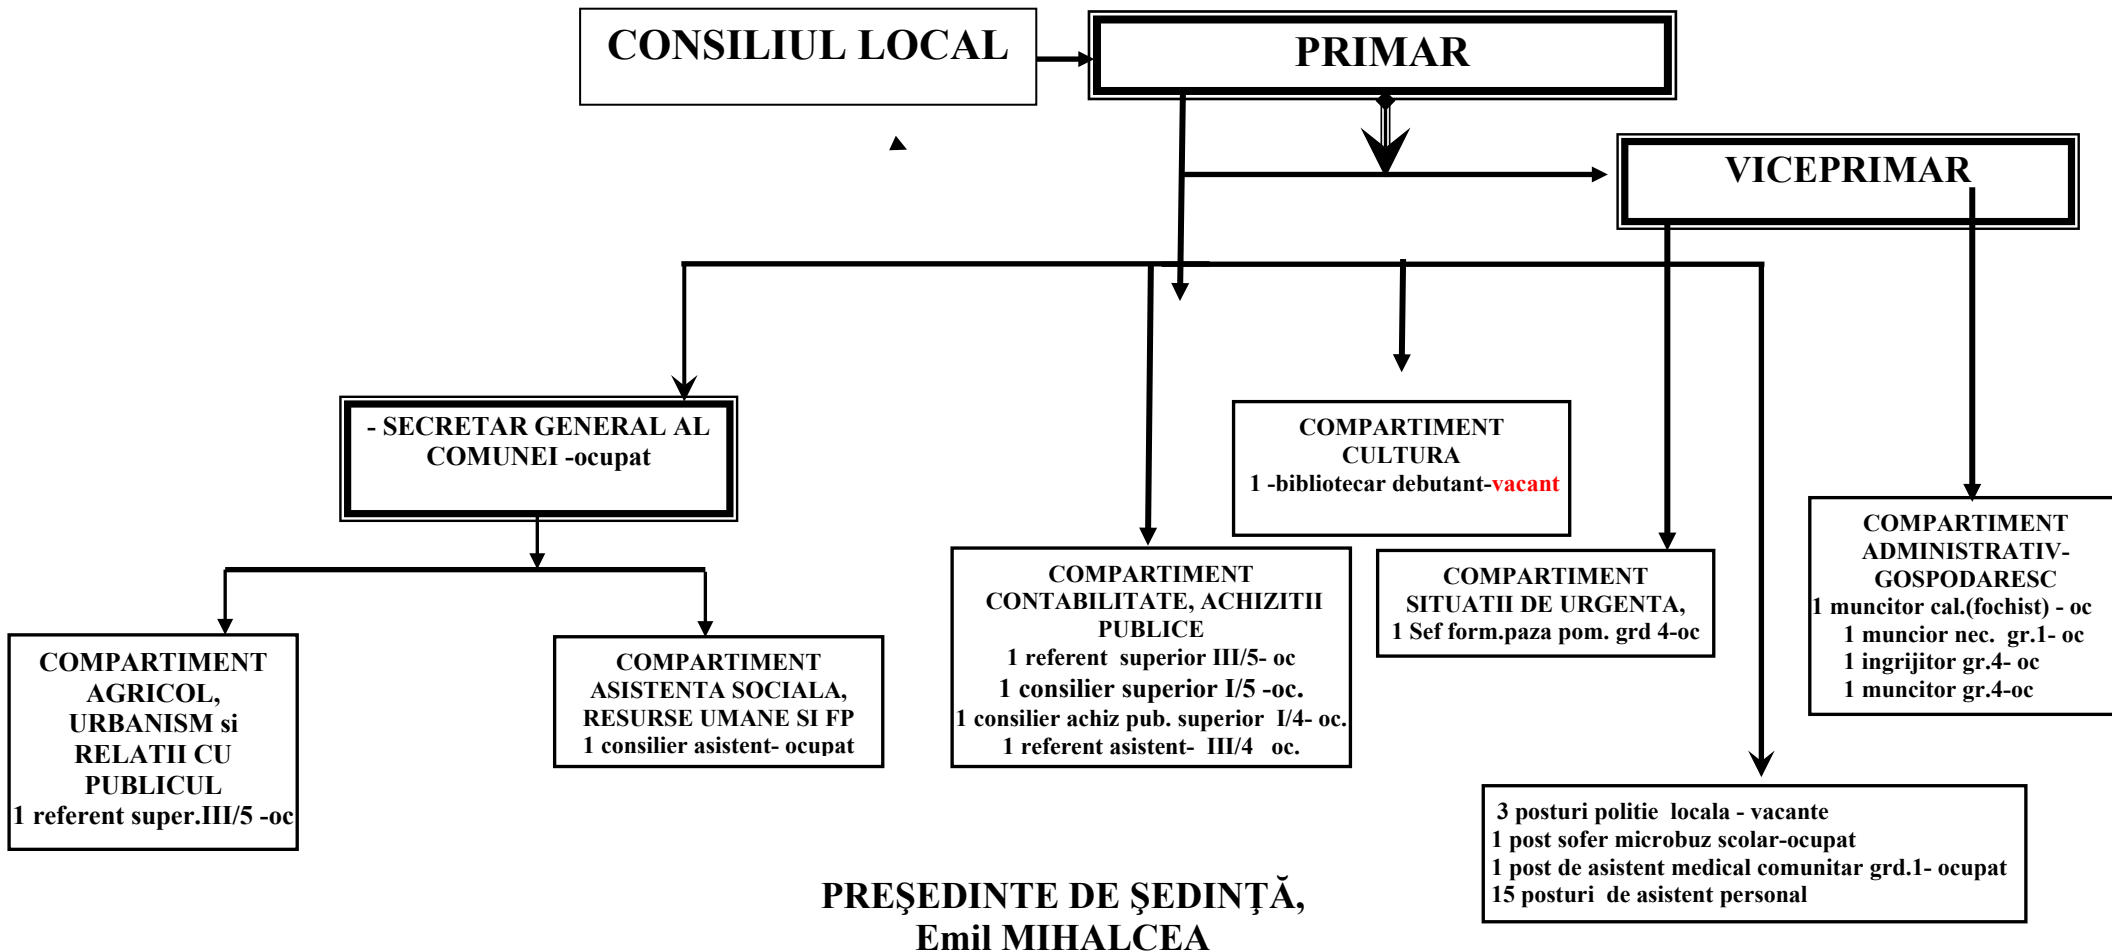 CONSILIUL LOCAL
PRIMAR
VICEPRIMAR
- SECRETAR GENERAL AL
COMUNEI -ocupat
COMPARTIMENT
CULTURA
1 -bibliotecar debutant-vacant
COMPARTIMENT
AGRICOL,
URBANISM si
RELATII CU
PUBLICUL
1 referent super.III/5 -oc
COMPARTIMENT
ASISTENTA SOCIALA,
RESURSE UMANE SI FP
1 consilier asistent- ocupat
COMPARTIMENT
CONTABILITATE, ACHIZITII
PUBLICE
1 referent superior III/5- oc
1 consilier superior I/5 -oc.
1 consilier achiz pub. superior I/4- oc.
1 referent asistent- III/4 oc.
COMPARTIMENT
SITUATII DE URGENTA,
1 Sef form.paza pom. grd 4-oc
COMPARTIMENT
ADMINISTRATIV-
GOSPODARESC
1 muncitor cal.(fochist) - oc
1 muncior nec. gr.1- oc
1 ingrijitor gr.4- oc
1 muncitor gr.4-oc
3 posturi politie locala - vacante
1 post sofer microbuz scolar-ocupat
1 post de asistent medical comunitar grd.1- ocupat
15 posturi de asistent personal
PREŞEDINTE DE ŞEDINŢĂ,
Emil MIHALCEA